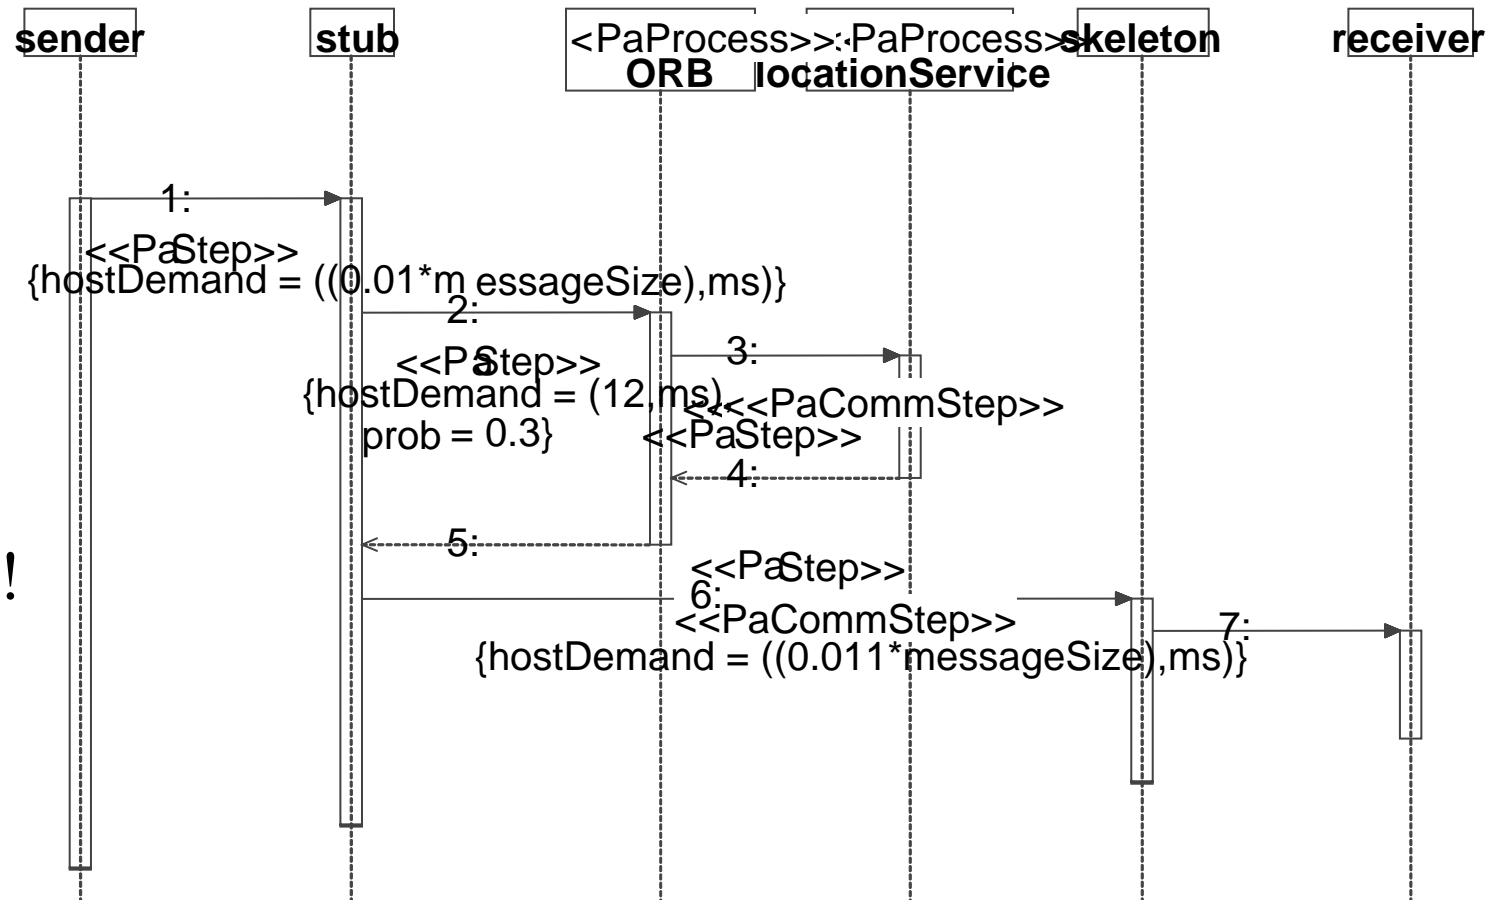 sender
stub
<PaProcess>>
<PaProcess>
skeleton
receiver
ORB
locationService
1:
<<PaStep>>
{hostDemand = ((0.01*m essageSize),ms)}
2:
3:
<<PaStep>>
{hostDemand = (12,ms),
<<<<PaCommStep>>
prob = 0.3}
<<PaStep>>
4:
5:
!
<<PaStep>>
6:
<<PaCommStep>>
7:
{hostDemand = ((0.011*messageSize),ms)}